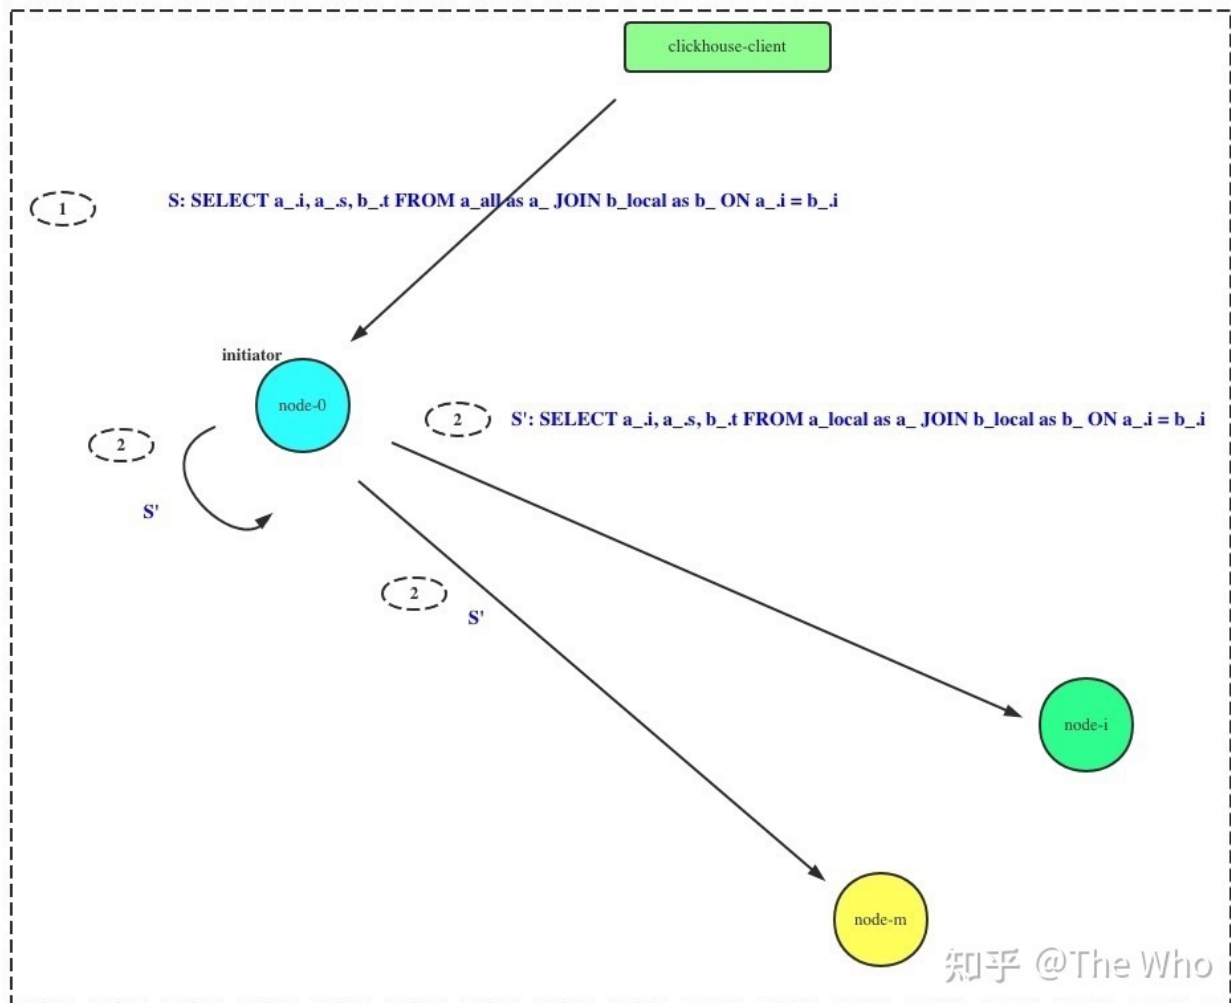 clickhouse-client
1
S: SELECT a_.i, a_.s, b_.t FROM a_all as a_ JOIN b_local as b_ ON a_.i = b_.i
initiator
node-0
2
S': SELECT a_.i, a_.s, b_.t FROM a_local as a_ JOIN b_local as b_ ON a_.i = b_.i
2
S'
2
S'
node-i
node-m
知乎 @The Who